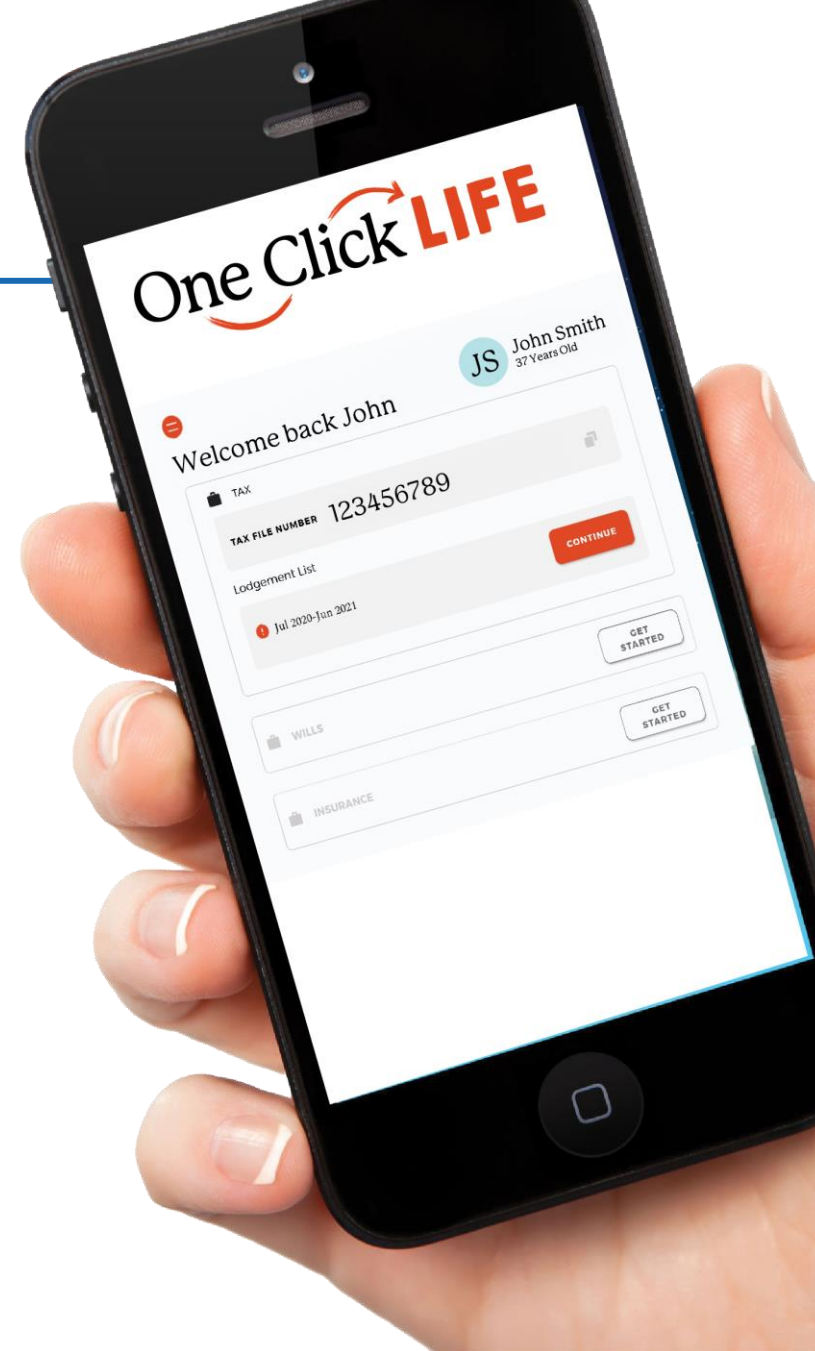 One Click LIFE
JS
John Smith
37 Years Old
Welcome back John
TAX
TAX FILE NUMBER 123456789
Lodgement List
! Jul 2020-Jun 2021
CONTINUE
WILLS
GET
STARTED
INSURANCE
GET
STARTED